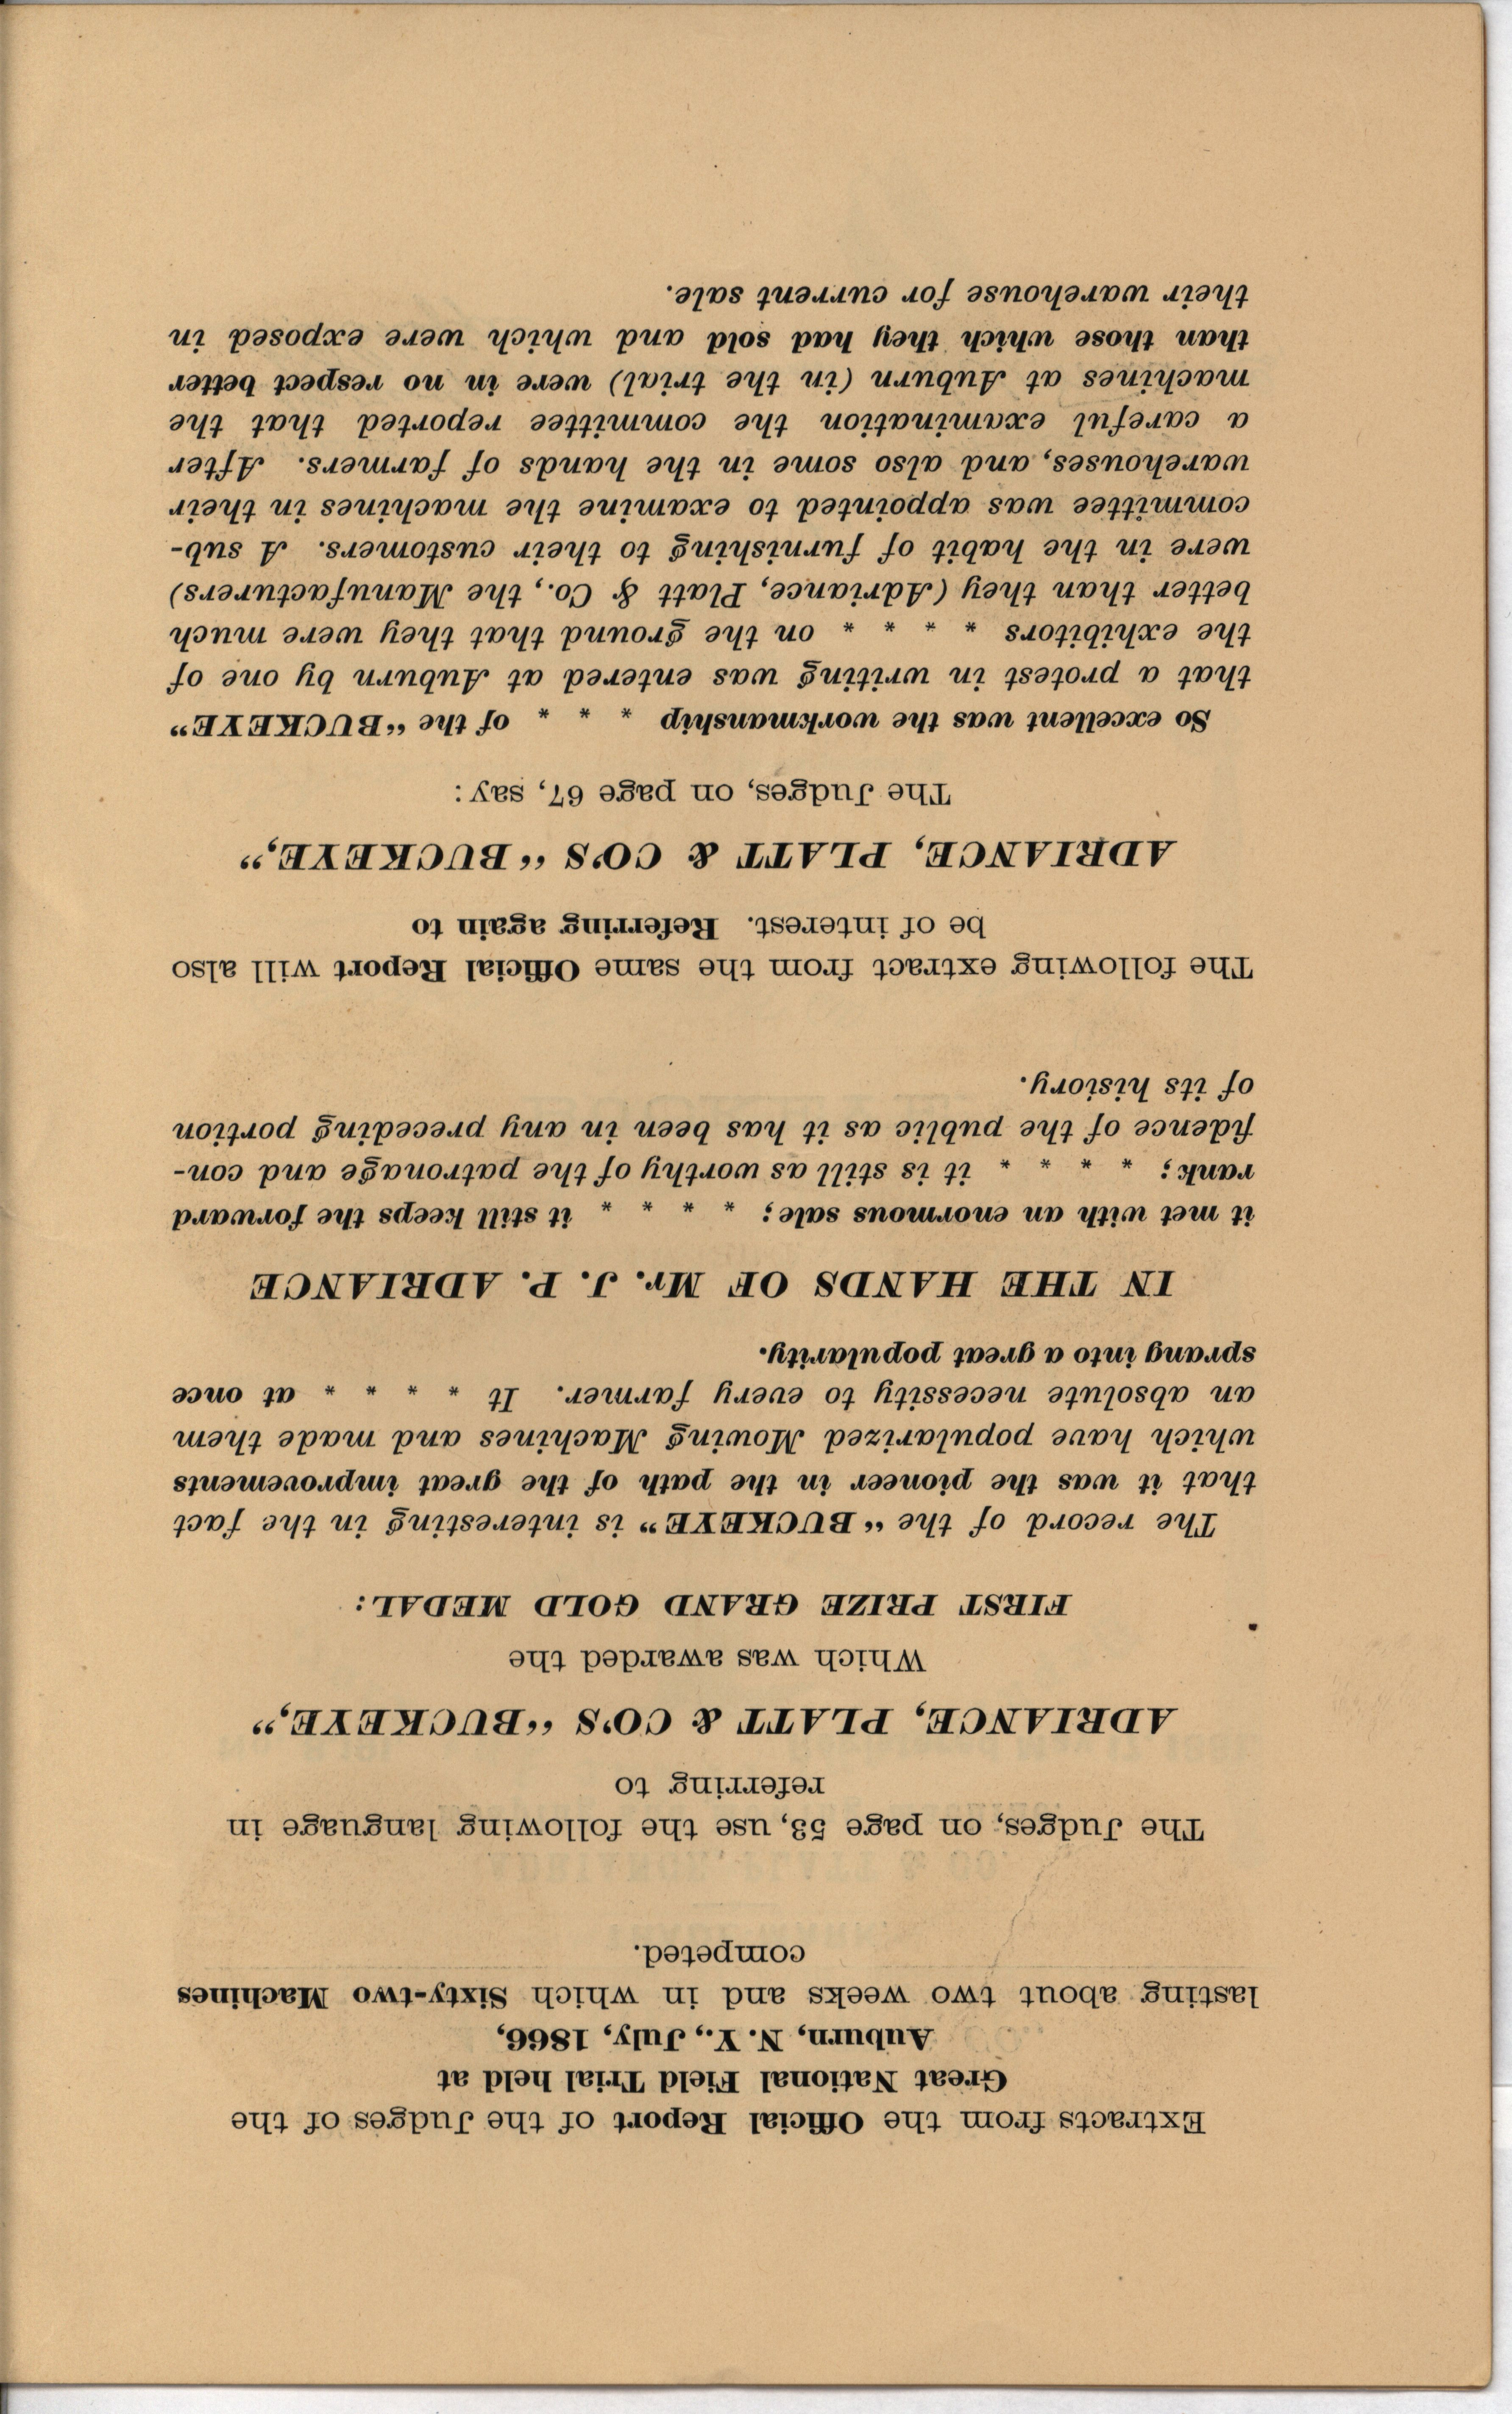 Extracts from the Official Report of the Judges of the
Great National Field Trial held at
Auburn, N. Y., July, 1866,
lasting about two weeks and in which Sixty-two Machines
competed.
The Judges, on page 53, use the following language in
referring to
ADRIANCE, PLATT & CO'S "BUCKEYE,"
Which was awarded the
FIRST PRIZE GRAND GOLD MEDAL:
The record of the "BUCKEYE" is interesting in the fact
that it was the pioneer in the path of the great improvements
which have popularized Mowing Machines and made them
an absolute necessity to every farmer. It * * * * at once
sprang into a great popularity.
IN THE HANDS OF Mr. J. P. ADRIANCE
it met with an enormous sale; * * * * it still keeps the forward
rank; * * * * it is still as worthy of the patronage and con-
fidence of the public as it has been in any preceding portion
of its history.
The following extract from the same Official Report will also
be of interest. Referring again to
ADRIANCE, PLATT & CO'S "BUCKEYE,"
The Judges, on page 67, say:
So excellent was the workmanship * * * of the "BUCKEYE"
that a protest in writing was entered at Auburn by one of
the exhibitors * * * * on the ground that they were much
better than they (Adriance, Platt & Co., the Manufacturers)
were in the habit of furnishing to their customers. A sub-
committee was appointed to examine the machines in their
warehouses, and also some in the hands of farmers. After
a careful examination the committee reported that the
machines at Auburn (in the trial) were in no respect better
than those which they had sold and which were exposed in
their warehouse for current sale.